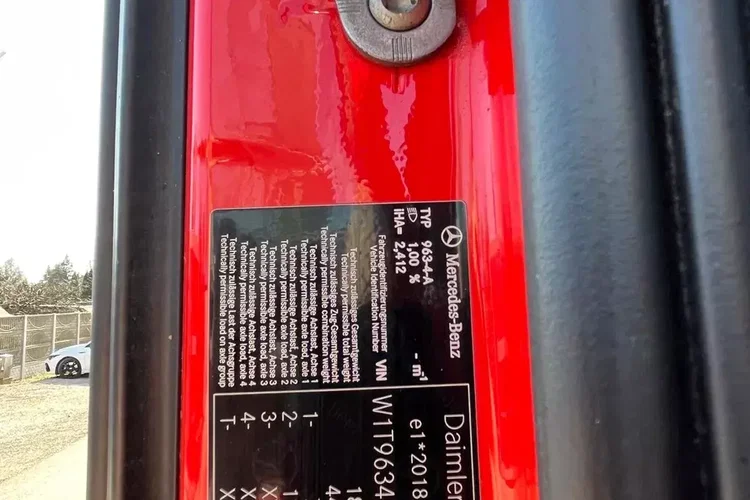 Mercedes-Benz Daimler
TYP 963-4-A e1*2018
1,00 % - m-1
iHA= 2,412
Fahrzeugidentifizierungsnummer
Vehicle Identification Number VIN W1T9634
Technisch zulässiges Gesamtgewicht
Technically permissible total weight 18
Technisch zulässiges Zug-Gesamtgewicht
Technically permissible combination weight 44
Technisch zulässige Achslast, Achse 1
Technically permissible axle load, axle 1 1-
Technisch zulässige Achslast, Achse 2
Technically permissible axle load, axle 2 2- 1
Technisch zulässige Achslast, Achse 3
Technically permissible axle load, axle 3 3- X
Technisch zulässige Achslast, Achse 4
Technically permissible axle load, axle 4 4- X
Technisch zulässige Last der Achsgruppe
Technically permissible load on axle group T- X